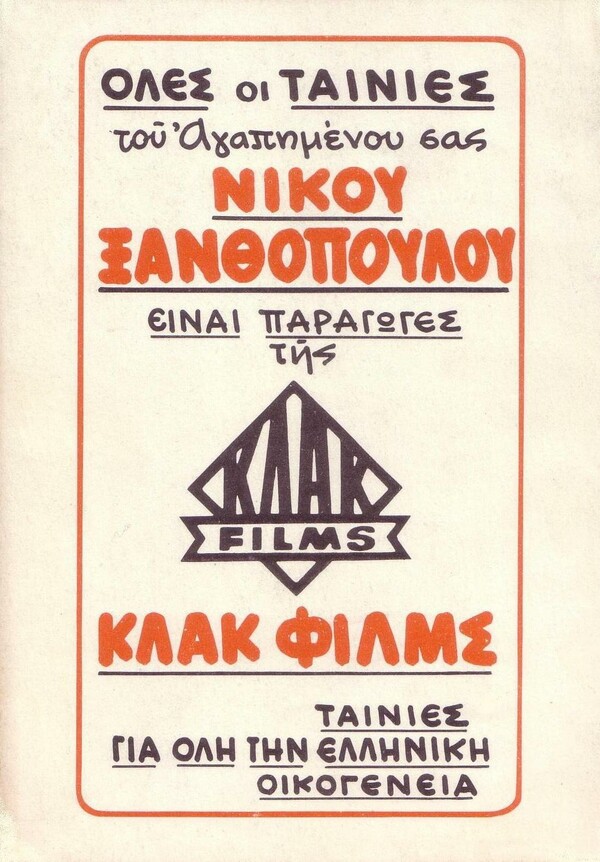 ΟΛΕΣ οι ΤΑΙΝΙΕΣ
τοῦ Ἀγαπημένου σας
ΝΙΚΟΥ
ΞΑΝΘΟΠΟΥΛΟΥ
ΕΙΝΑΙ ΠΑΡΑΓΩΓΕΣ
τῆς
ΚΛΑΚ
FILMS
ΚΛΑΚ ΦΙΛΜΣ
ΤΑΙΝΙΕΣ
ΓΙΑ ΟΛΗ ΤΗΝ ΕΛΛΗΝΙΚΗ
ΟΙΚΟΓΕΝΕΙΑ